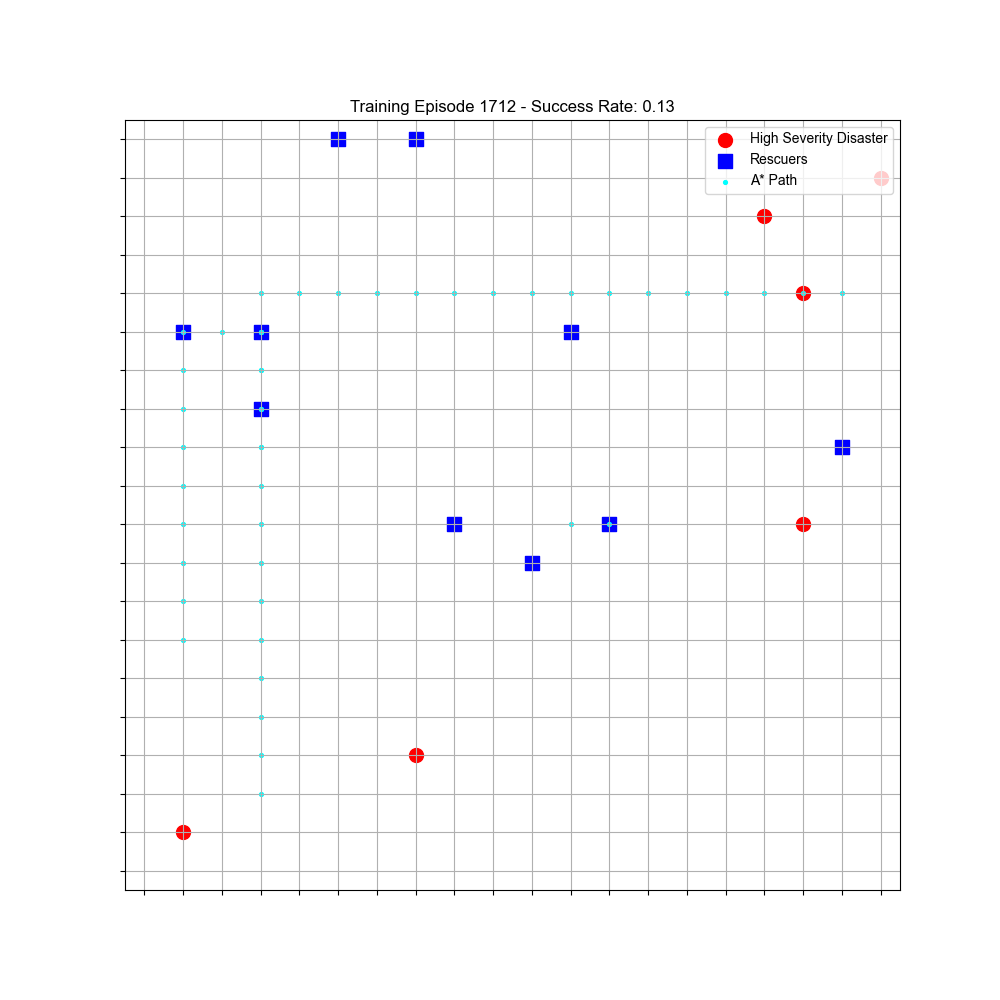 Training Episode 1712 - Success Rate: 0.13
High Severity Disaster
Rescuers
A* Path